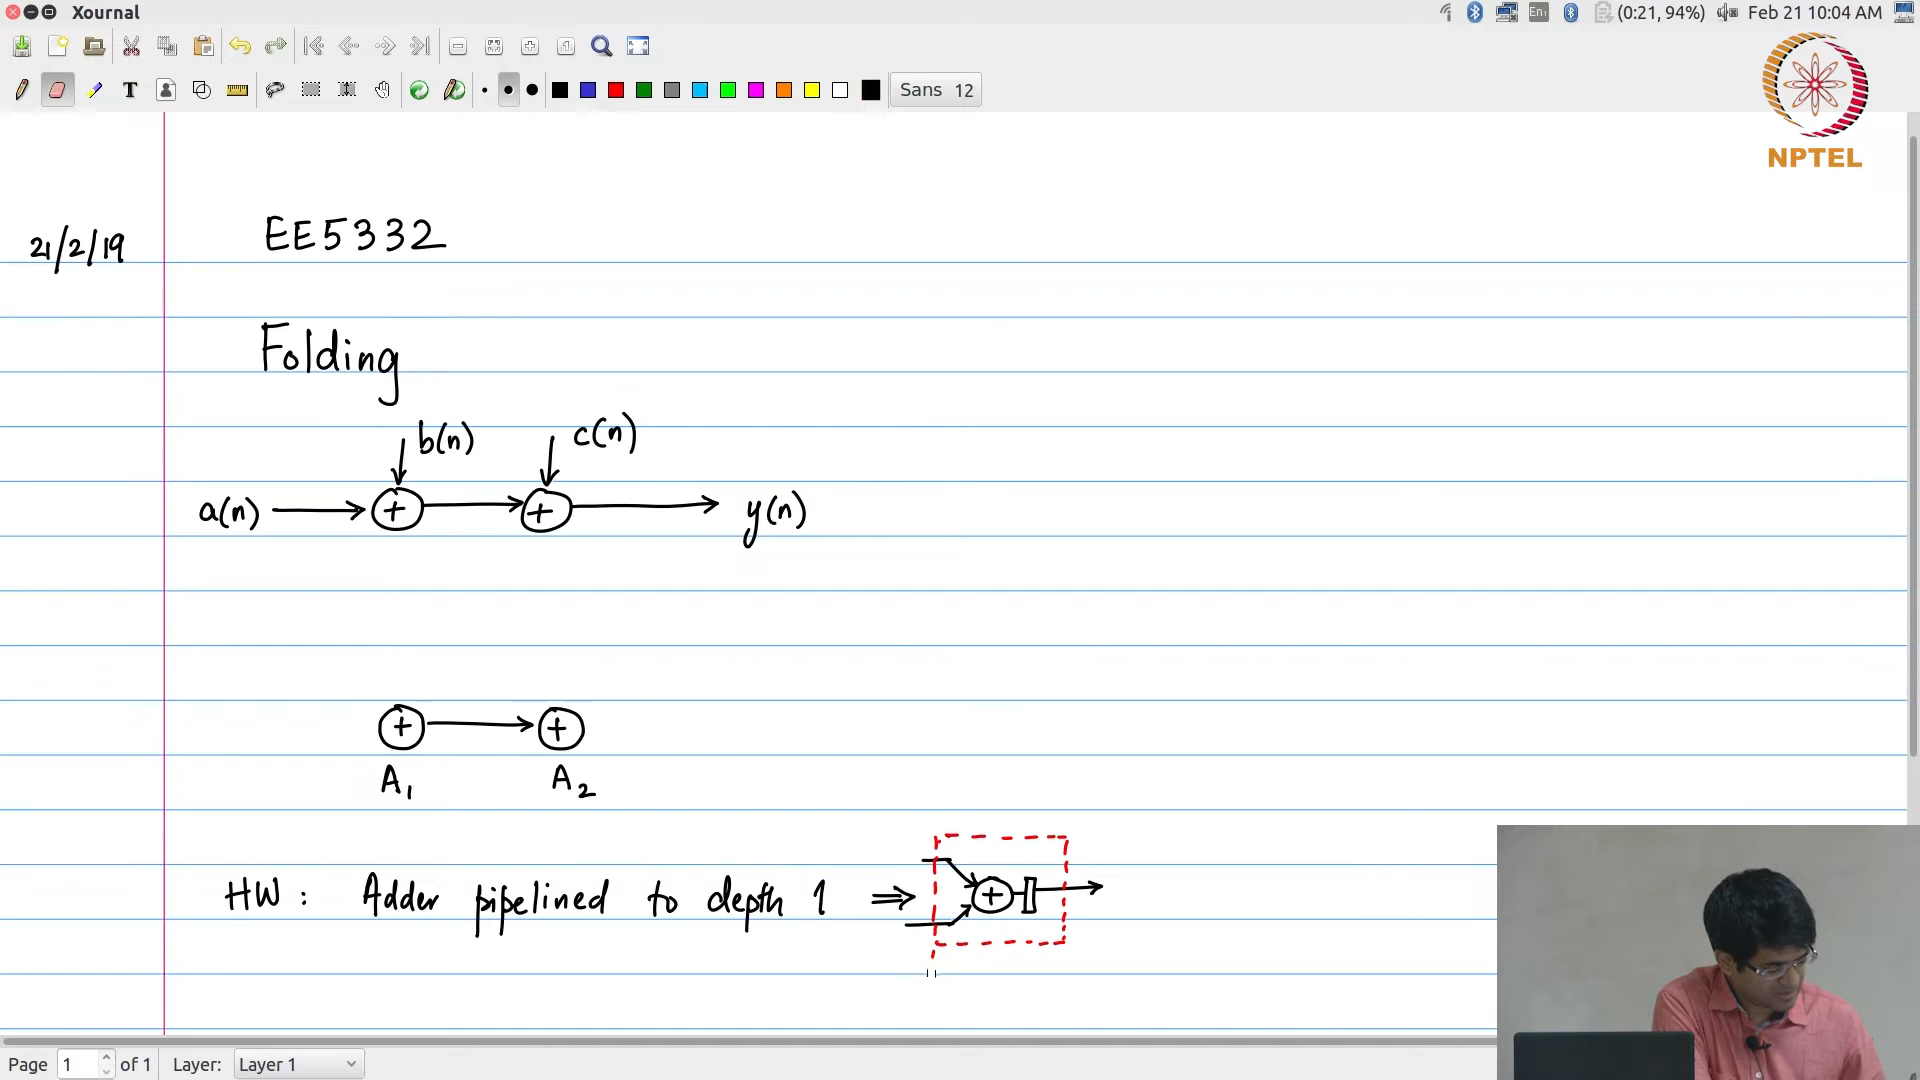 Xournal
En1
(0:21, 94%)
Feb 21 10:04 AM
T
Sans 12
NPTEL
21/2/19
EE5332
Folding
b(n)
c(n)
a(n)
+
+
y(n)
+
+
A1
A2
HW : Adder pipelined to depth 1 ⇒
+
Page 1 of 1
Layer: Layer 1